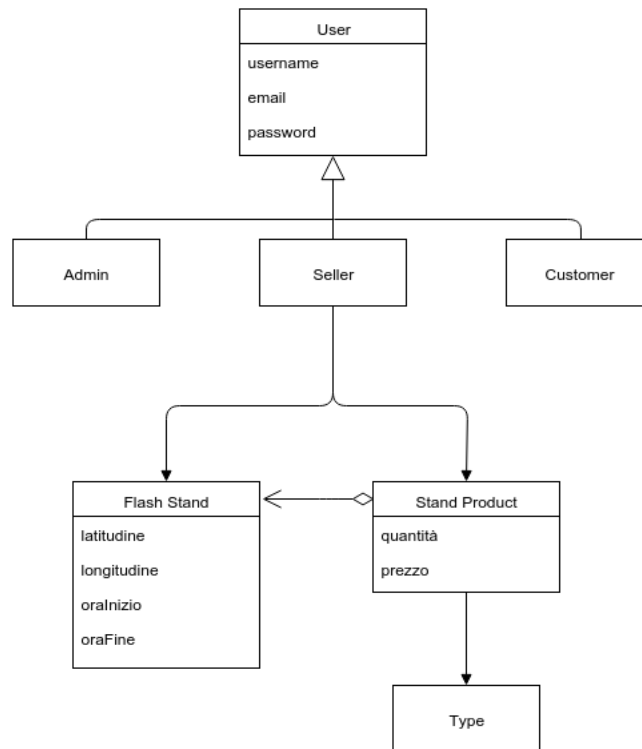 User
username
email
password
Admin
Seller
Customer
Flash Stand
latitudine
longitudine
oraInizio
oraFine
Stand Product
quantità
prezzo
Type